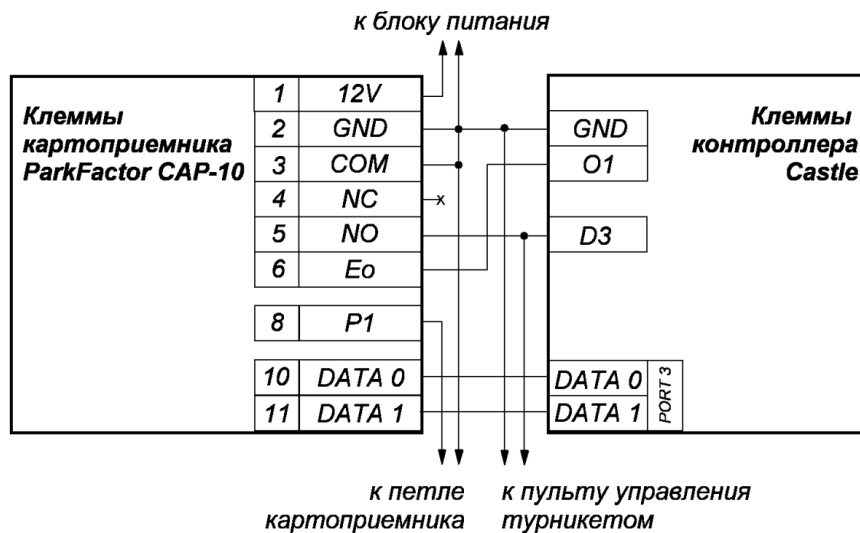 к блоку питания
Клеммы
картоприемника
ParkFactor CAP-10
1 12V
2 GND
3 COM
4 NC
5 NO
6 Eo
8 P1
10 DATA 0
11 DATA 1
x
GND
O1
D3
DATA 0
DATA 1
PORT 3
Клеммы
контроллера
Castle
к петле
картоприемника
к пульту управления
турникетом